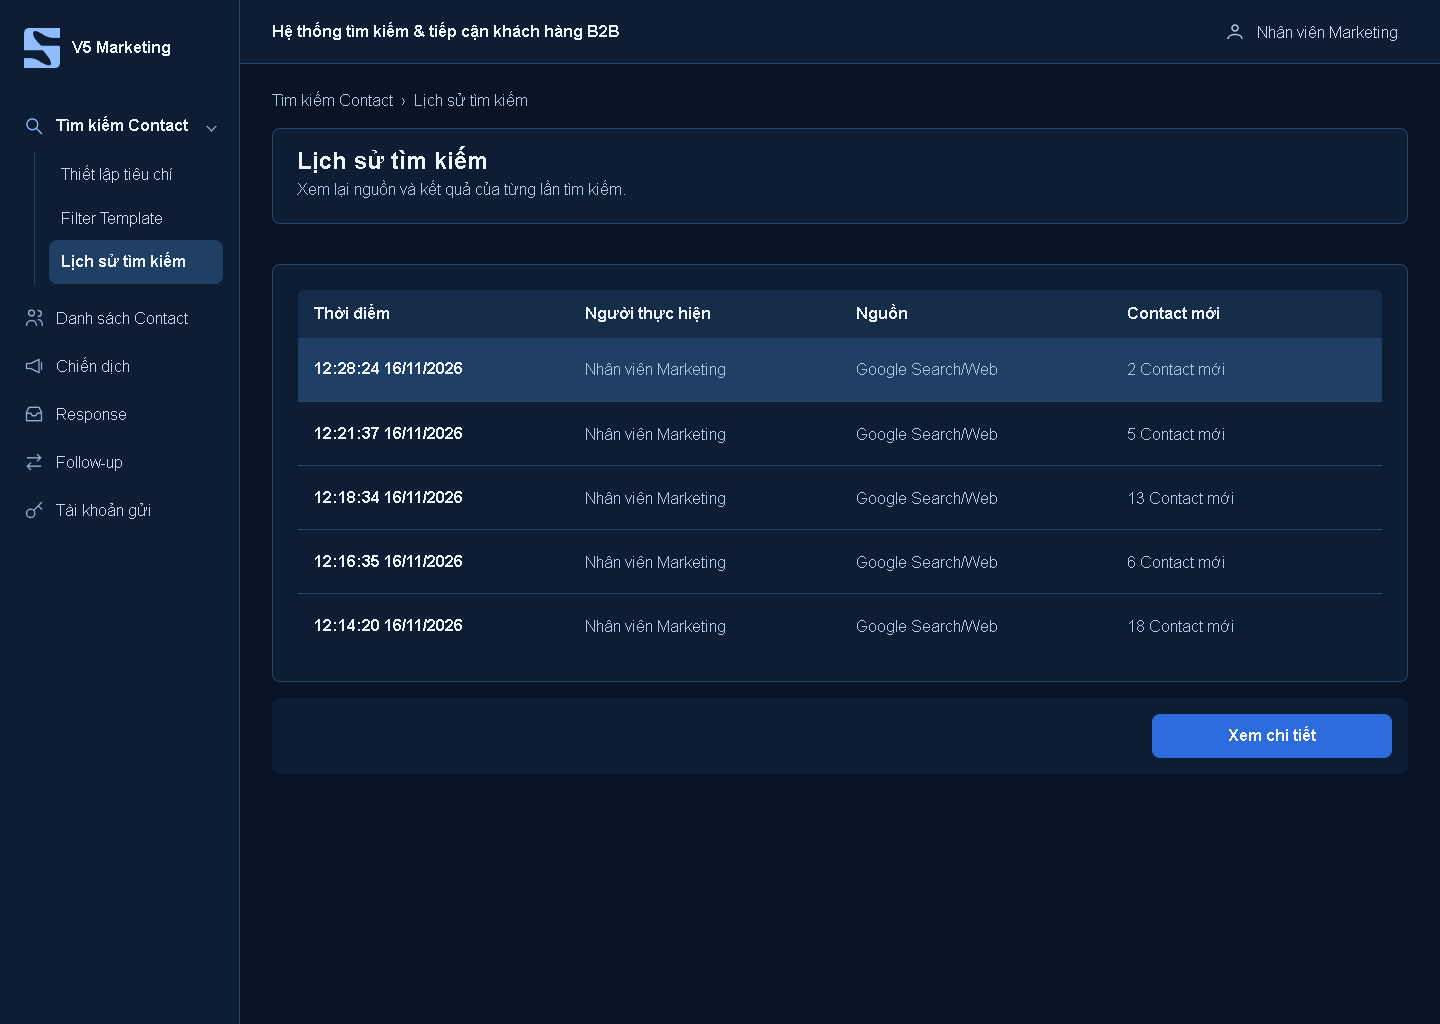 V5 Marketing
Hệ thống tìm kiếm & tiếp cận khách hàng B2B
Nhân viên Marketing
Tìm kiếm Contact
Thiết lập tiêu chí
Filter Template
Lịch sử tìm kiếm
Danh sách Contact
Chiến dịch
Response
Follow-up
Tài khoản gửi
Tìm kiếm Contact › Lịch sử tìm kiếm
Lịch sử tìm kiếm
Xem lại nguồn và kết quả của từng lần tìm kiếm.
Thời điểm Người thực hiện Nguồn Contact mới
12:28:24 16/11/2026 Nhân viên Marketing Google Search/Web 2 Contact mới
12:21:37 16/11/2026 Nhân viên Marketing Google Search/Web 5 Contact mới
12:18:34 16/11/2026 Nhân viên Marketing Google Search/Web 13 Contact mới
12:16:35 16/11/2026 Nhân viên Marketing Google Search/Web 6 Contact mới
12:14:20 16/11/2026 Nhân viên Marketing Google Search/Web 18 Contact mới
Xem chi tiết